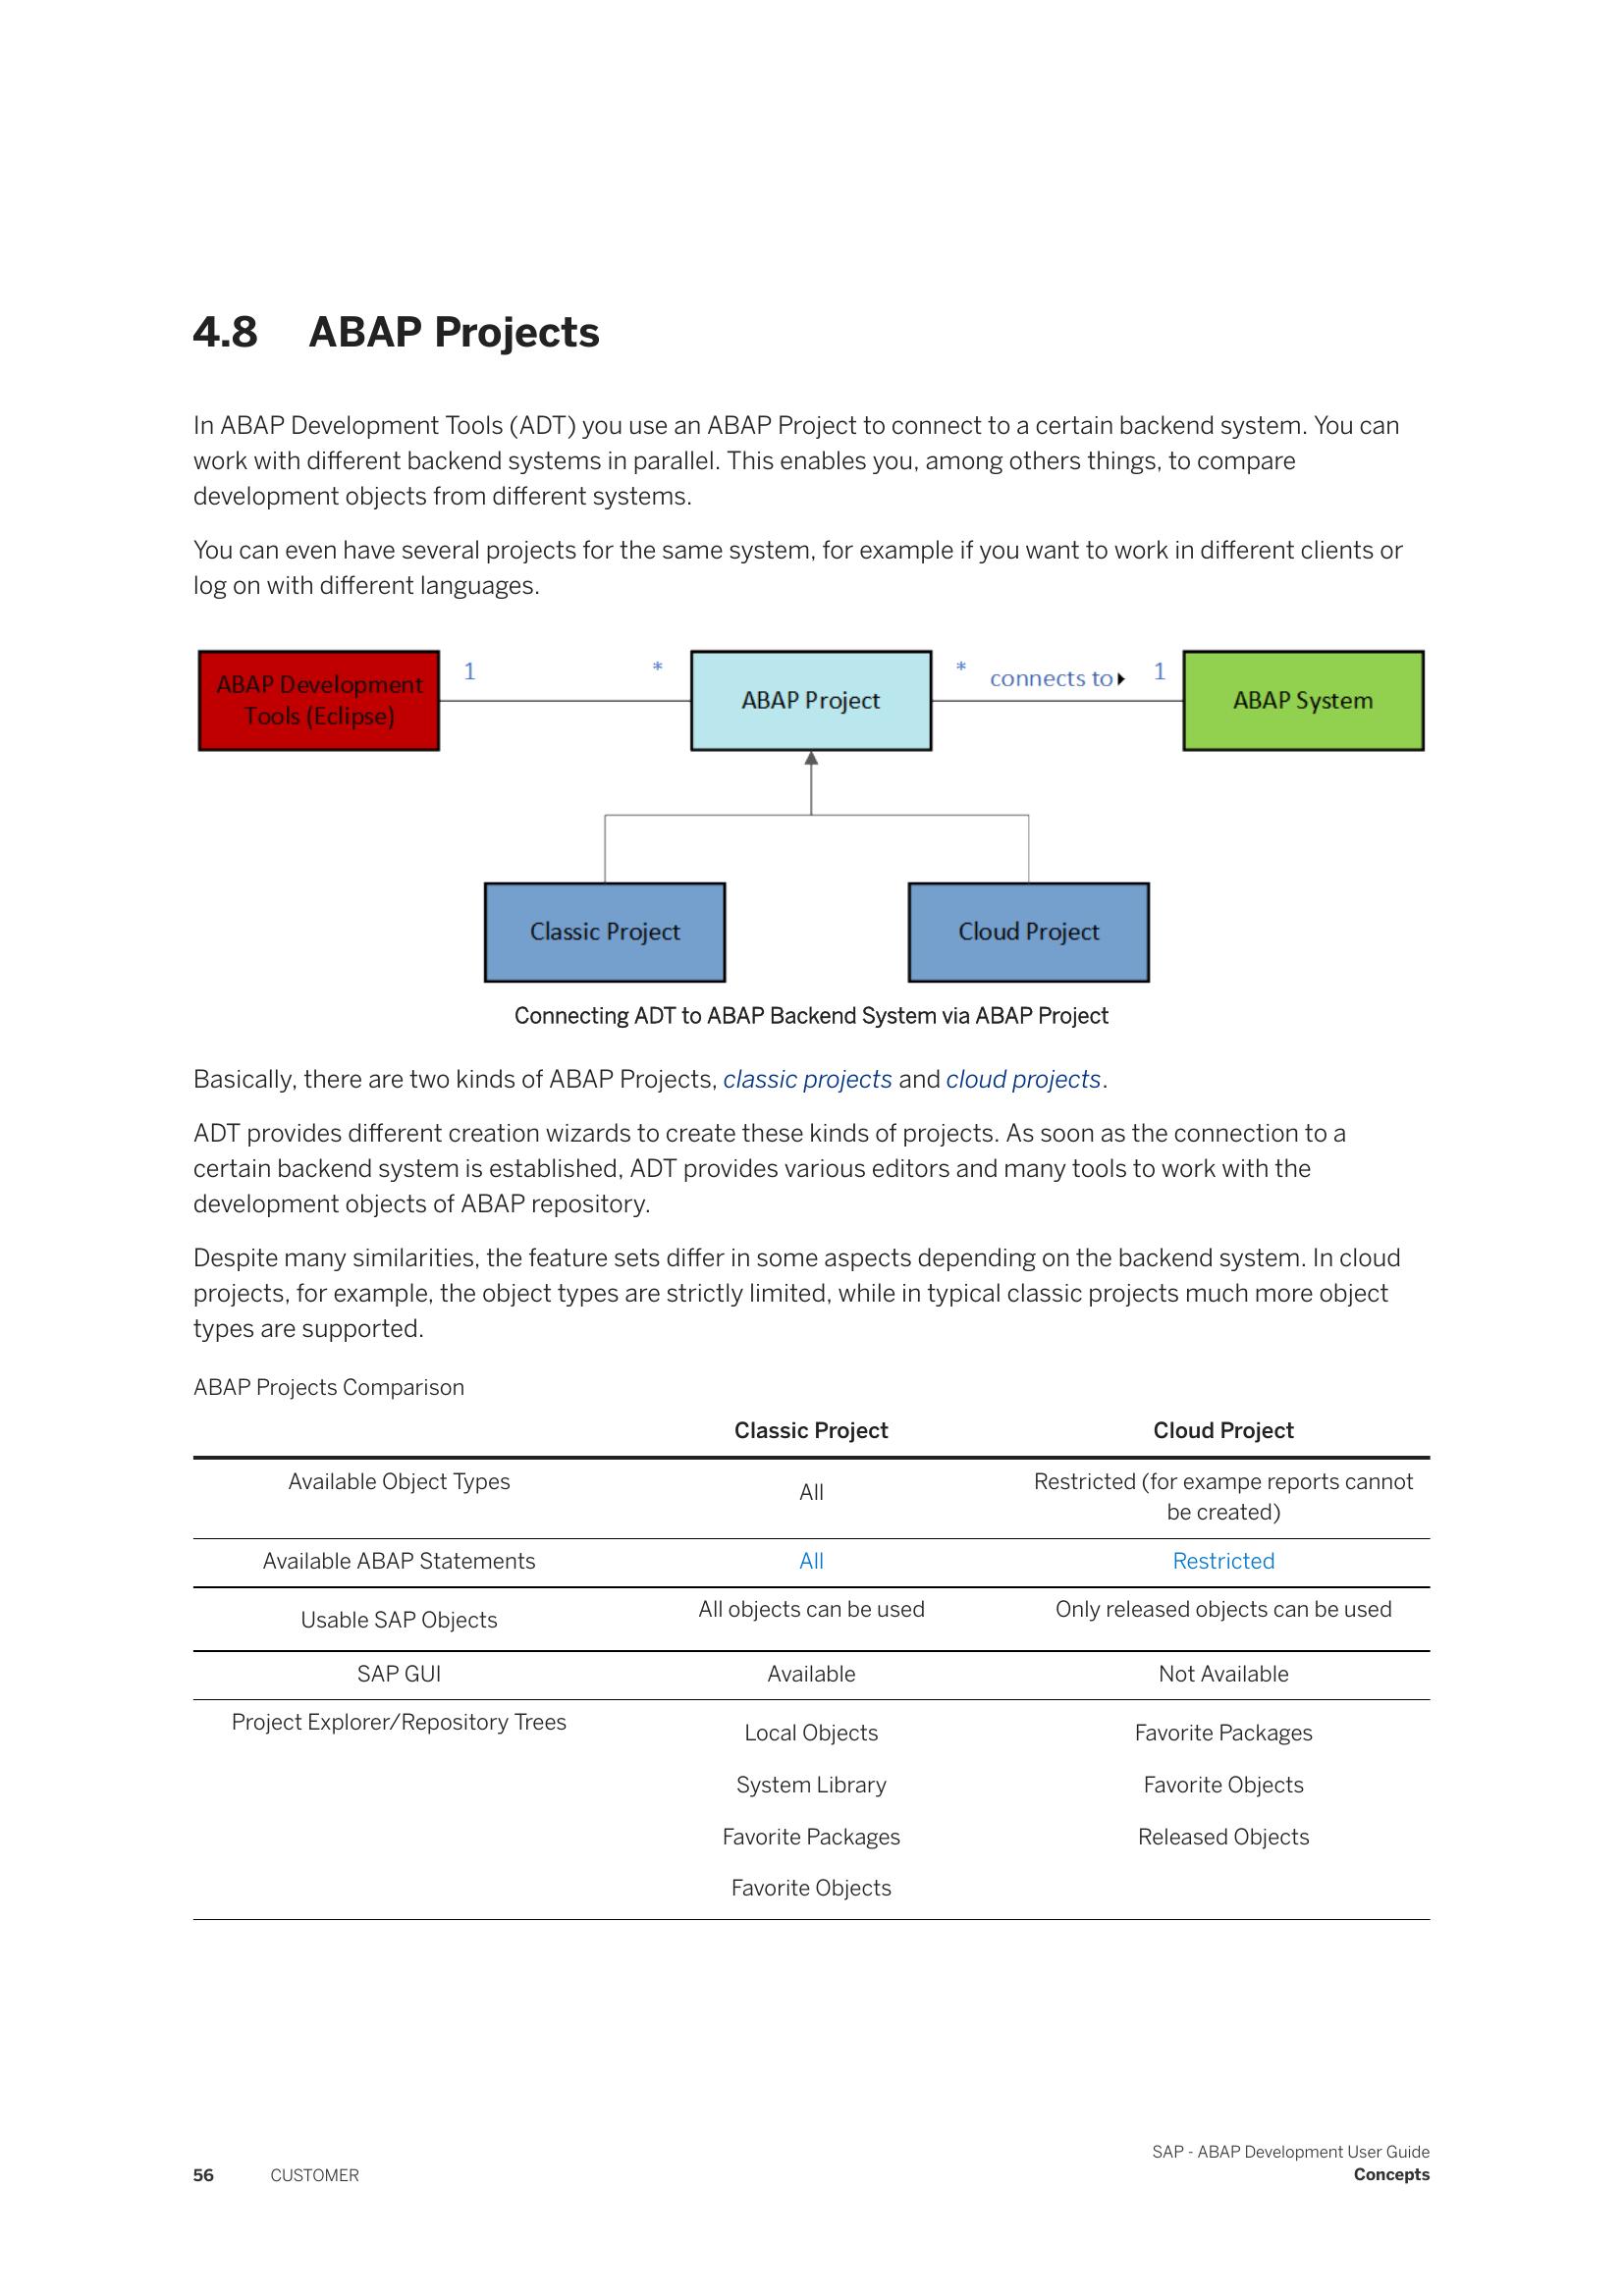 4.8 ABAP Projects
In ABAP Development Tools (ADT) you use an ABAP Project to connect to a certain backend system. You can
work with different backend systems in parallel. This enables you, among others things, to compare
development objects from different systems.
You can even have several projects for the same system, for example if you want to work in different clients or
log on with different languages.
ABAP Development
Tools (Eclipse)
1
*
ABAP Project
*
connects to
1
ABAP System
Classic Project
Cloud Project
Connecting ADT to ABAP Backend System via ABAP Project
Basically, there are two kinds of ABAP Projects, classic projects and cloud projects.
ADT provides different creation wizards to create these kinds of projects. As soon as the connection to a
certain backend system is established, ADT provides various editors and many tools to work with the
development objects of ABAP repository.
Despite many similarities, the feature sets differ in some aspects depending on the backend system. In cloud
projects, for example, the object types are strictly limited, while in typical classic projects much more object
types are supported.
ABAP Projects Comparison
Classic Project Cloud Project
Available Object Types All Restricted (for exampe reports cannot
be created)
Available ABAP Statements All Restricted
Usable SAP Objects All objects can be used Only released objects can be used
SAP GUI Available Not Available
Project Explorer/Repository Trees Local Objects Favorite Packages
System Library Favorite Objects
Favorite Packages Released Objects
Favorite Objects
SAP - ABAP Development User Guide
56 CUSTOMER Concepts